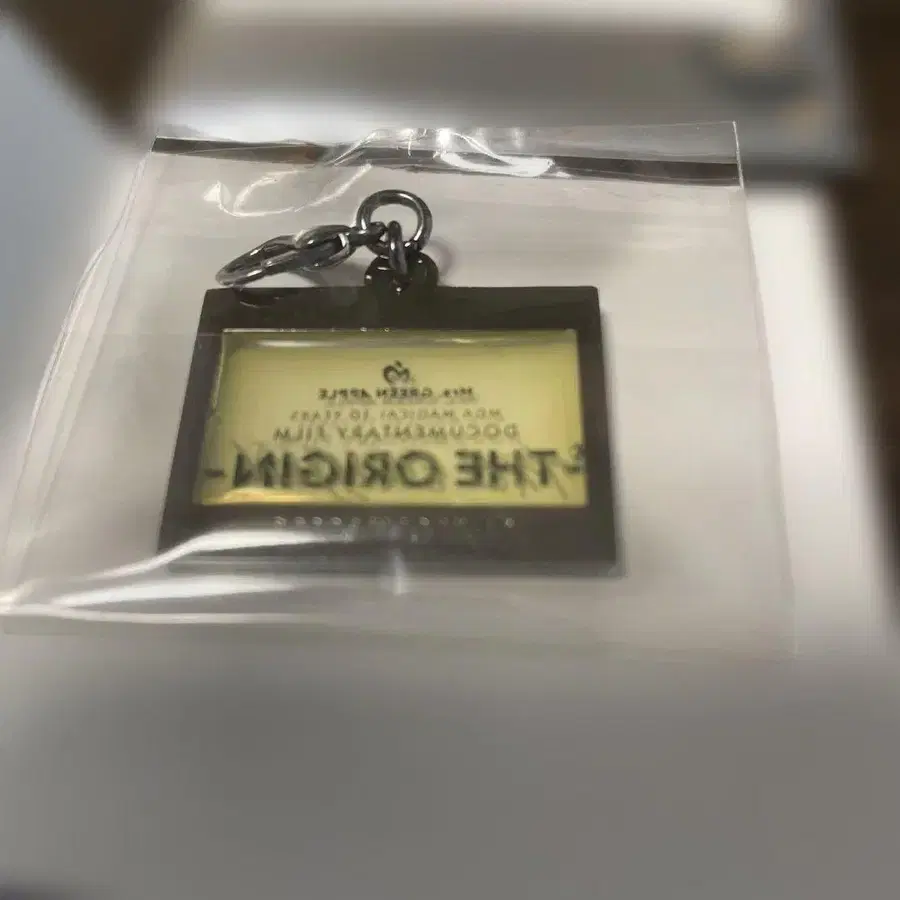 Mrs. GREEN APPLE
MGA MAGICAL 10 YEARS
DOCUMENTARY FILM
-THE ORIGIN-